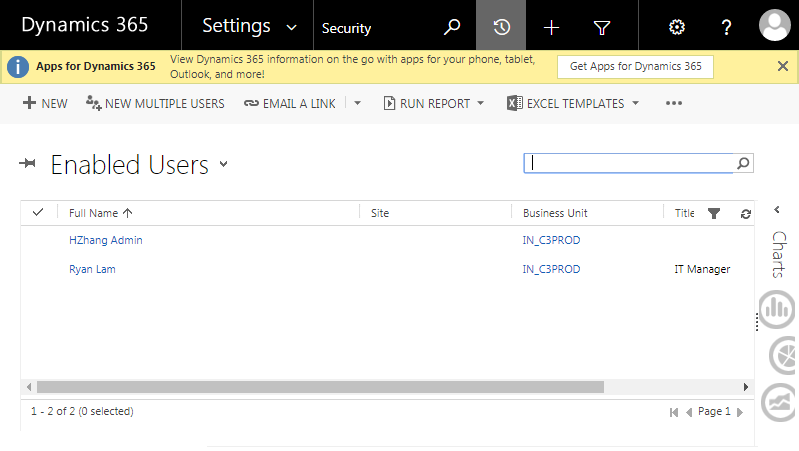 Dynamics 365 Settings Security
Apps for Dynamics 365 View Dynamics 365 information on the go with apps for your phone, tablet, Get Apps for Dynamics 365
Outlook, and more!
NEW NEW MULTIPLE USERS EMAIL A LINK RUN REPORT EXCEL TEMPLATES
Enabled Users
Full Name Site Business Unit Title
HZhang Admin IN_C3PROD
Ryan Lam IN_C3PROD IT Manager
Charts
1 - 2 of 2 (0 selected) Page 1